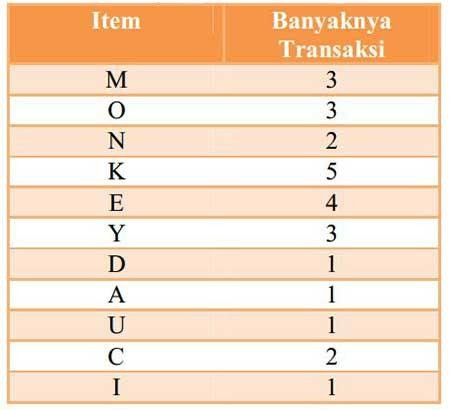 Item Banyaknya
Transaksi
M 3
O 3
N 2
K 5
E 4
Y 3
D 1
A 1
U 1
C 2
I 1